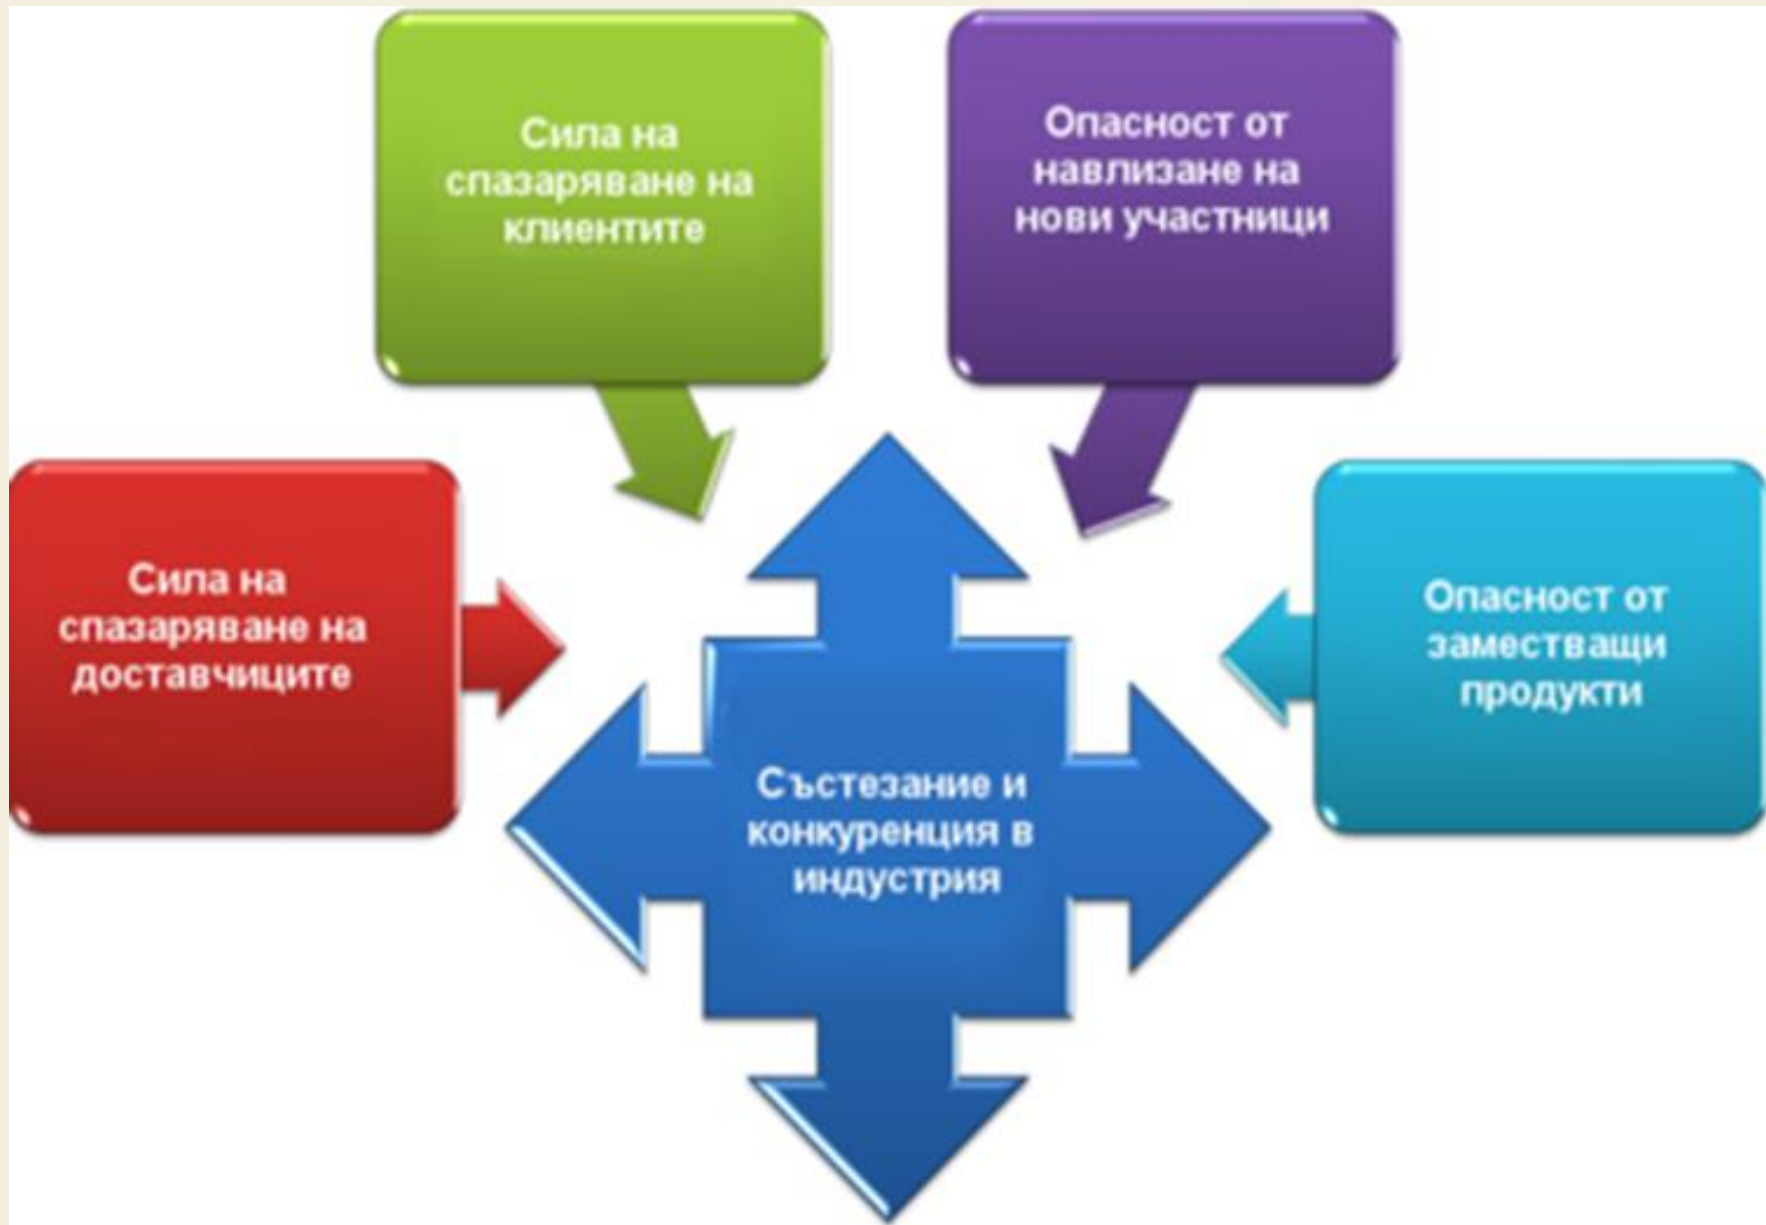 Сила на
спазаряване на
клиентите
Опасност от
навлизане на
нови участници
Сила на
спазаряване на
доставчиците
Опасност от
заместващи
продукти
Състезание и
конкуренция в
индустрия